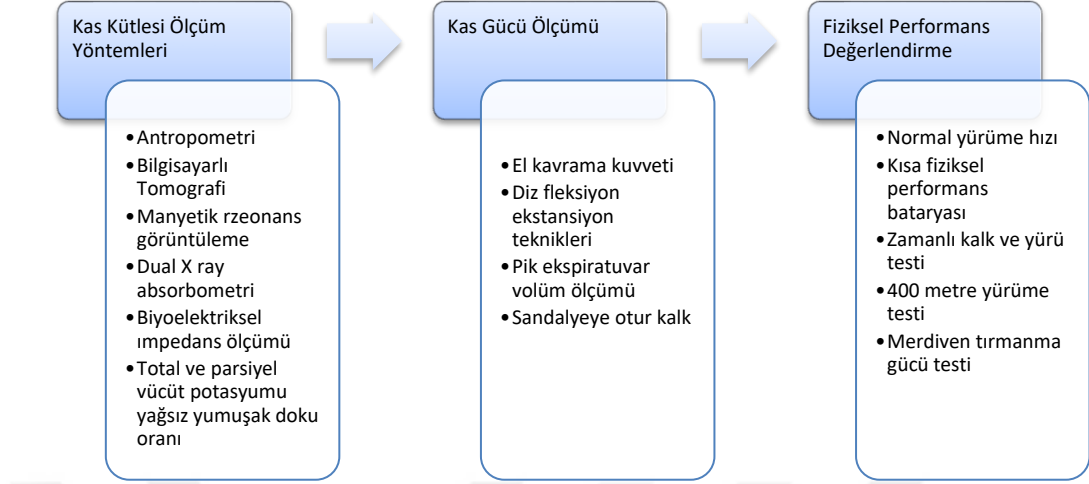 Kas Kütlesi Ölçüm
Yöntemleri
•Antropometri
•Bilgisayarlı
Tomografi
•Manyetik rzeonans
görüntüleme
•Dual X ray
absorbometri
•Biyoelektriksel
ımpedans ölçümü
•Total ve parsiyel
vücüt potasyumu
yağsız yumuşak doku
oranı
Kas Gücü Ölçümü
•El kavrama kuvveti
•Diz fleksiyon
ekstansiyon
teknikleri
•Pik ekspiratuvar
volüm ölçümü
•Sandalyeye otur kalk
Fiziksel Performans
Değerlendirme
•Normal yürüme hızı
•Kısa fiziksel
performans
bataryası
•Zamanlı kalk ve yürü
testi
•400 metre yürüme
testi
•Merdiven tırmanma
gücü testi